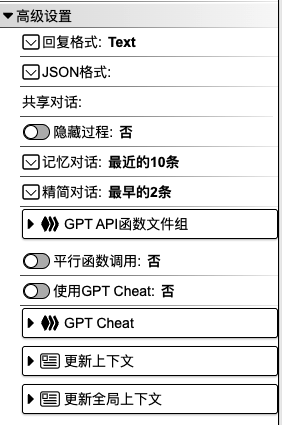 高级设置
回复格式: Text
JSON格式:
共享对话:
隐藏过程: 否
记忆对话: 最近的10条
精简对话: 最早的2条
GPT API函数文件组
平行函数调用: 否
使用GPT Cheat: 否
GPT Cheat
更新上下文
更新全局上下文